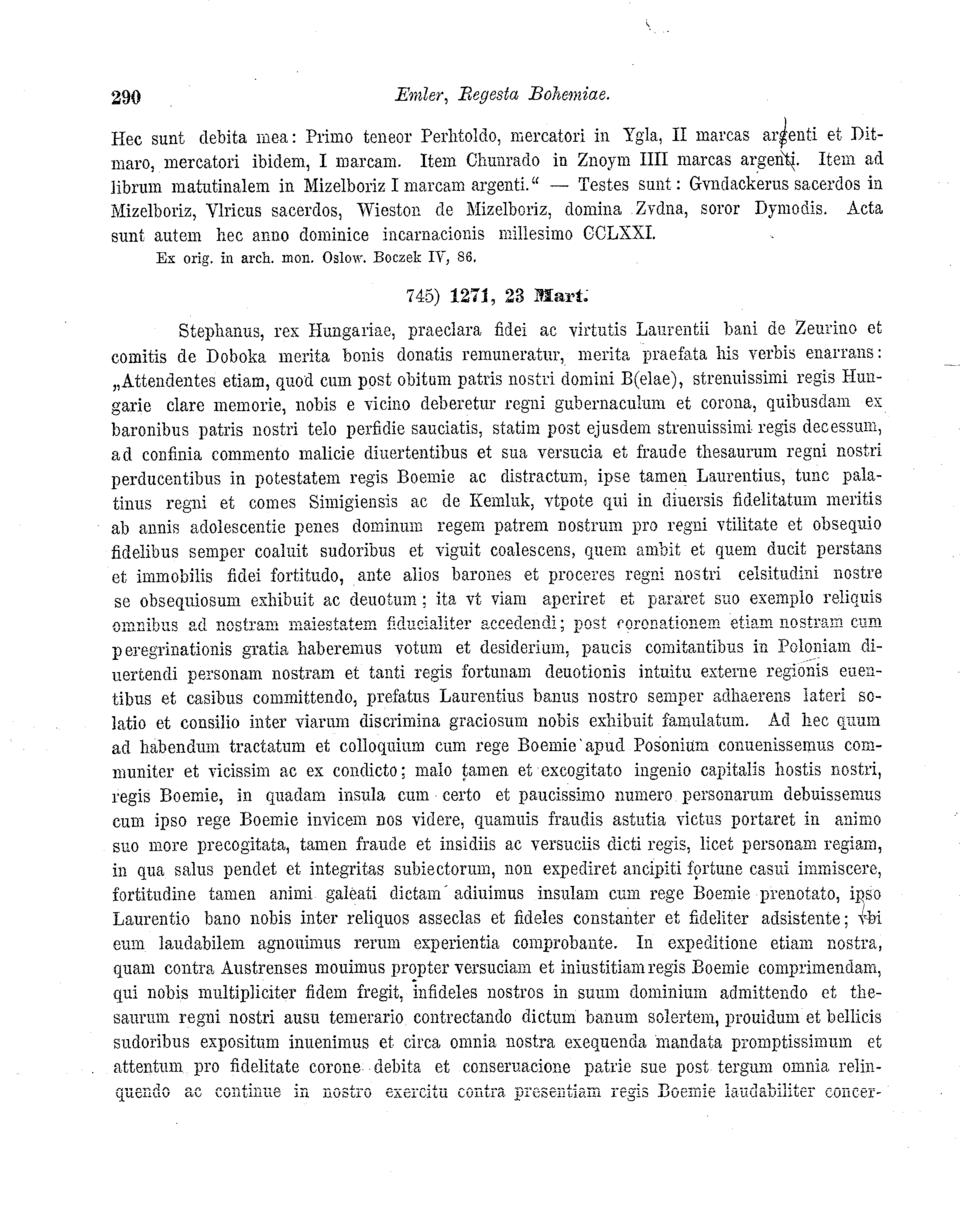 290
Emler, Regesta Bohemiae.
Hec sunt debita mea: Primo teneor Perhtoldo, mercatori in Ygla, II marcas argenti et Dit-
maro, mercatori ibidem, I marcam. Item Chunrado in Znoym IIII marcas argenti. Item ad
librum matutinalem in Mizelboriz I marcam argenti.“ — Testes sunt: Gvndackerus sacerdos in
Mizelboriz, Vlricus sacerdos, Wieston de Mizelboriz, domina Zvdna, soror Dymodis. Acta
sunt autem hec anno dominice incarnacionis millesimo CCLXXI.
Ex orig. in arch. mon. Oslow. Boczek IV, 86.
745) 1271, 23 Mart.
Stephanus, rex Hungariae, praeclara fidei ac virtutis Laurentii bani de Zeurino et
comitis de Doboka merita bonis donatis remuneratur, merita praefata his verbis enarrans:
„Attendentes etiam, quod cum post obitum patris nostri domini B(elae), strenuissimi regis Hun-
garie clare memorie, nobis e vicino deberetur regni gubernaculum et corona, quibusdam ex
baronibus patris nostri telo perfidie sauciatis, statim post ejusdem strenuissimi regis decessum,
ad confinia commento malicie diuertentibus et sua versucia et fraude thesaurum regni nostri
perducentibus in potestatem regis Boemie ac distractum, ipse tamen Laurentius, tunc pala-
tinus regni et comes Simigiensis ac de Kemluk, vtpote qui in diuersis fidelitatum meritis
ab annis adolescentie penes dominum regem patrem nostrum pro regni vtilitate et obsequio
fidelibus semper coaluit sudoribus et viguit coalescens, quem ambit et quem ducit perstans
et immobilis fidei fortitudo, ante alios barones et proceres regni nostri celsitudini nostre
se obsequiosum exhibuit ac deuotum; ita vt viam aperiret et pararet suo exemplo reliquis
omnibus ad nostram maiestatem fiducialiter accedendi; post coronationem etiam nostram cum
peregrinationis gratia haberemus votum et desiderium, paucis comitantibus in Poloniam di-
uertendi personam nostram et tanti regis fortunam deuotionis intuitu externe regionis euen-
tibus et casibus committendo, prefatus Laurentius banus nostro semper adhaerens lateri so-
latio et consilio inter viarum discrimina graciosum nobis exhibuit famulatum. Ad hec quum
ad habendum tractatum et colloquium cum rege Boemie apud Posonium conuenissemus com-
muniter et vicissim ac ex condicto; malo tamen et excogitato ingenio capitalis hostis nostri,
regis Boemie, in quadam insula cum certo et paucissimo numero personarum debuissemus
cum ipso rege Boemie invicem nos videre, quamuis fraudis astutia victus portaret in animo
suo more precogitata, tamen fraude et insidiis ac versuciis dicti regis, licet personam regiam,
in qua salus pendet et integritas subiectorum, non expediret ancipiti fortune casui immiscere,
fortitudine tamen animi galeati dictam adiuimus insulam cum rege Boemie prenotato, ipso
Laurentio bano nobis inter reliquos asseclas et fideles constanter et fideliter adsistente; vbi
eum laudabilem agnouimus rerum experientia comprobante. In expeditione etiam nostra,
quam contra Austrenses mouimus propter versuciam et iniustitiam regis Boemie comprimendam,
qui nobis multipliciter fidem fregit, infideles nostros in suum dominium admittendo et the-
saurum regni nostri ausu temerario contrectando dictum banum solertem, prouidum et bellicis
sudoribus expositum inuenimus et circa omnia nostra exequenda mandata promptissimum et
attentum pro fidelitate corone debita et conseruacione patrie sue post tergum omnia relin-
quendo ac continue in nostro exercitu contra presentiam regis Boemie laudabiliter concer-